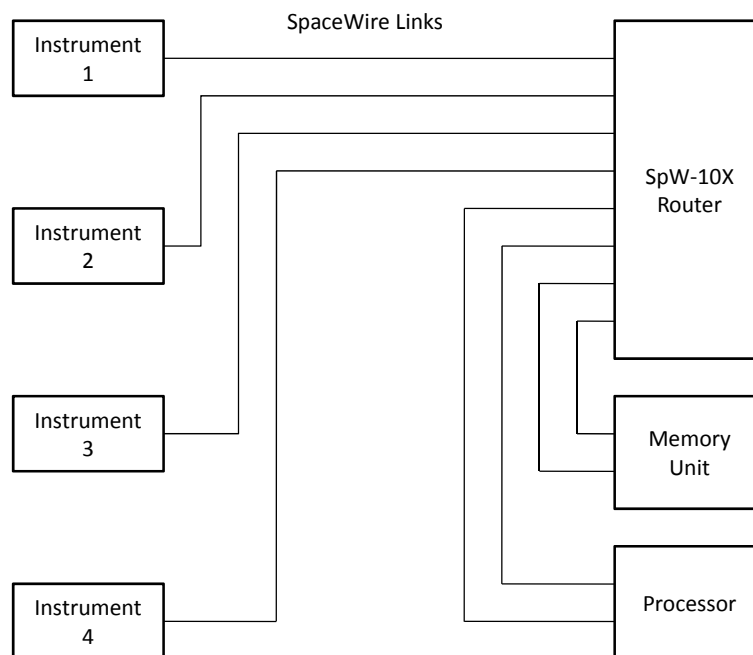 SpaceWire Links
Instrument
1
Instrument
2
Instrument
3
Instrument
4
SpW-10X
Router
Memory
Unit
Processor